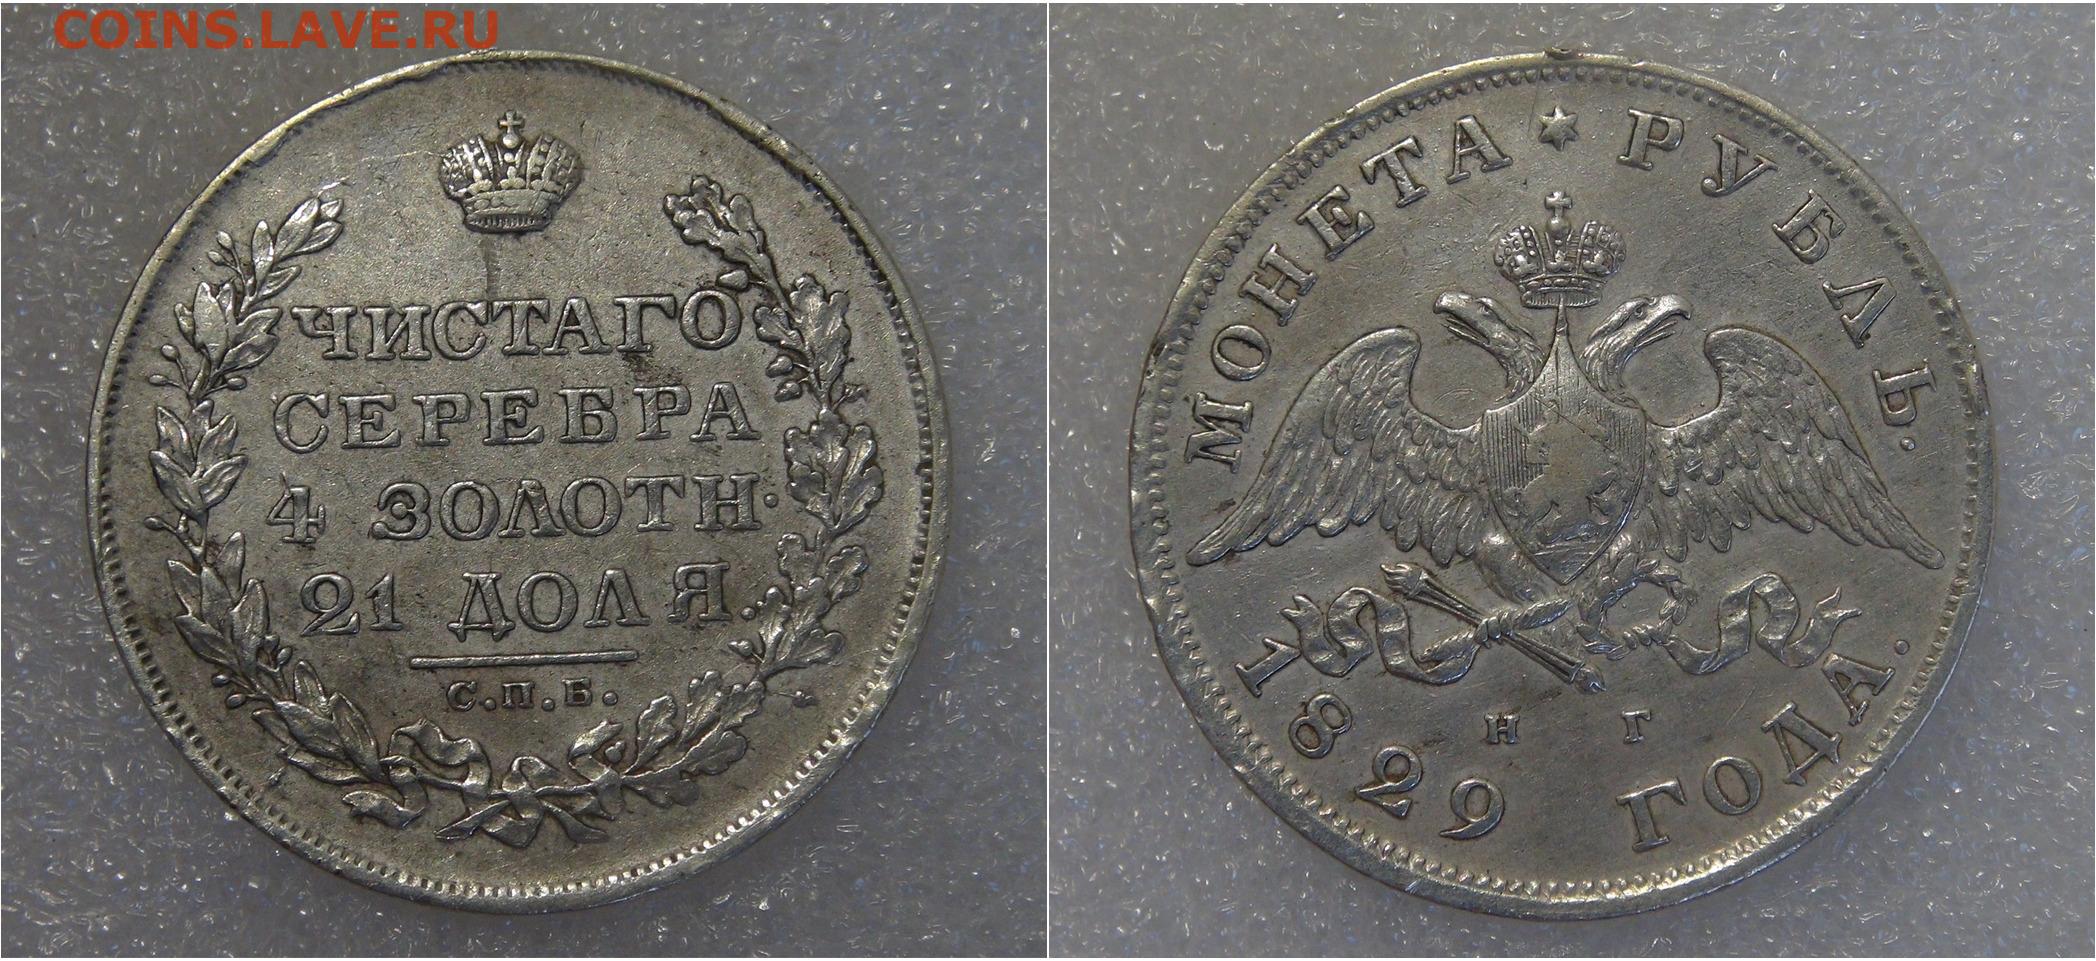 COINS.LAVE.RU
ЧИСТАГО
СЕРЕБРА
4 ЗОЛОТН.
21 ДОЛЯ.
С.П.Б.
МОНЕТА * РУБЛЬ.
Н Г
1829 ГОДА.